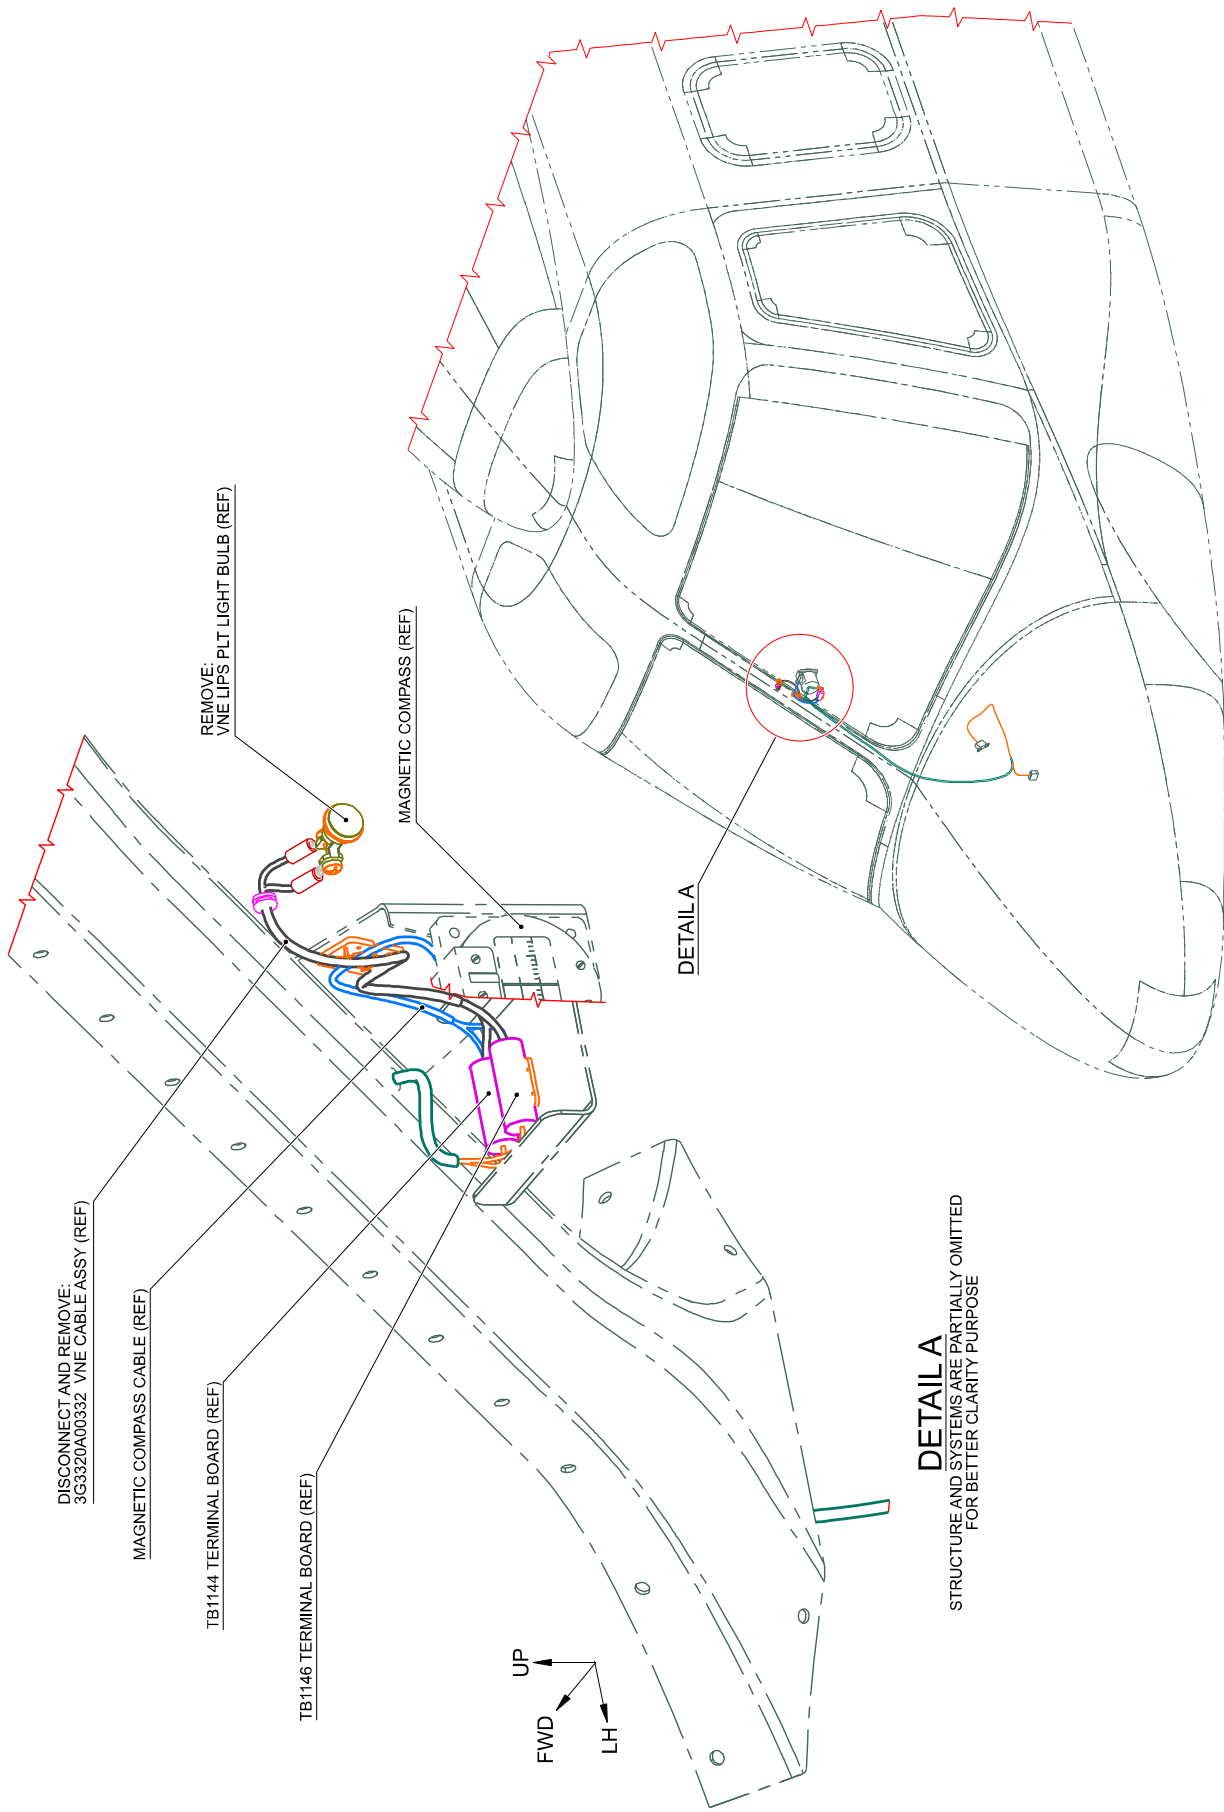 DISCONNECT AND REMOVE:
3G3320A00332 VNE CABLE ASSY (REF)
MAGNETIC COMPASS CABLE (REF)
TB1144 TERMINAL BOARD (REF)
TB1146 TERMINAL BOARD (REF)
REMOVE:
VNE LIPS PLT LIGHT BULB (REF)
MAGNETIC COMPASS (REF)
DETAIL A
UP
FWD
LH
DETAIL A
STRUCTURE AND SYSTEMS ARE PARTIALLY OMITTED
FOR BETTER CLARITY PURPOSE